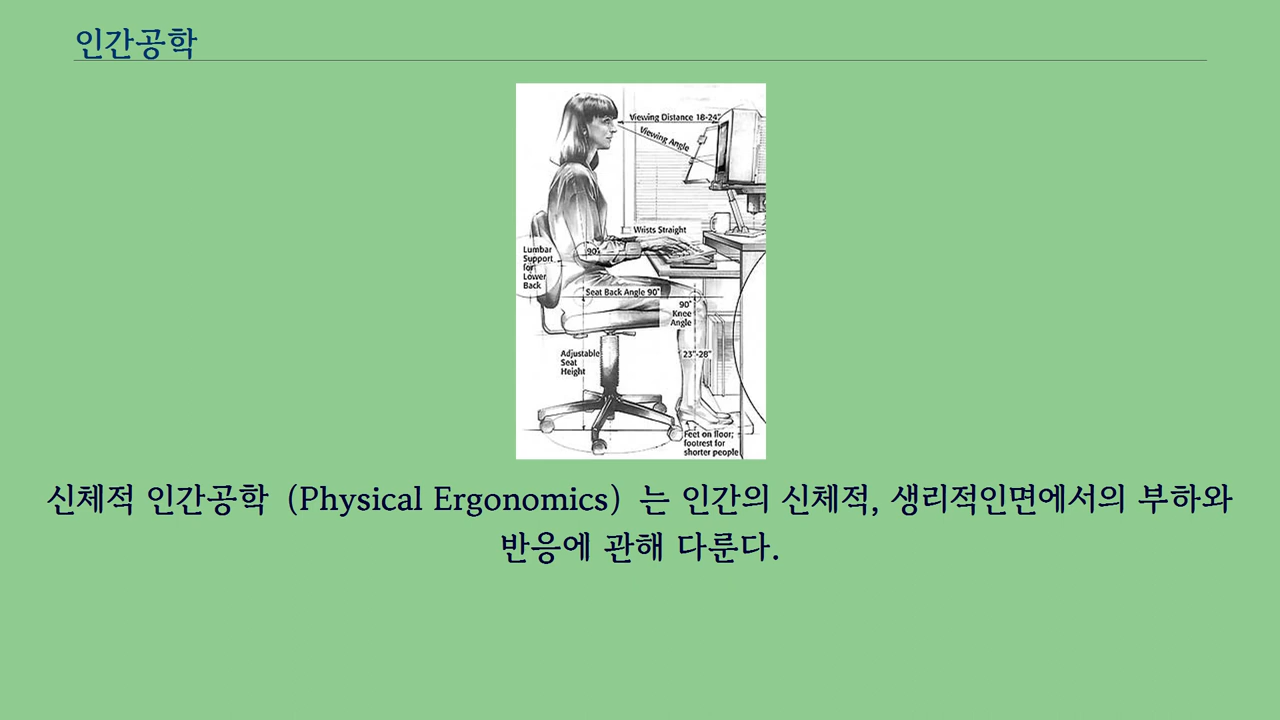 인간공학
Viewing Distance 18-24"
Viewing Angle
Wrists Straight
90°
Lumbar
Support
for
Lower
Back
Seat Back Angle 90°
90°
Knee
Angle
Adjustable
Seat
Height
23"-28"
Feet on floor;
footrest for
shorter people
신체적 인간공학 (Physical Ergonomics) 는 인간의 신체적, 생리적인면에서의 부하와
반응에 관해 다룬다.